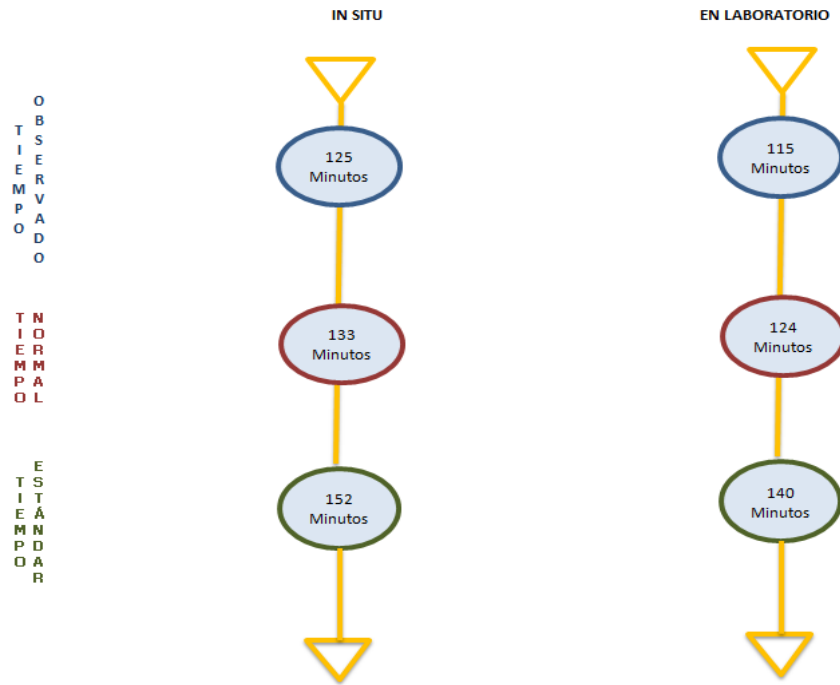 IN SITU
EN LABORATORIO
TIEMPO
OBSERVADO
125
Minutos
115
Minutos
TIEMPO
NORMAL
133
Minutos
124
Minutos
TIEMPO
ESTÁNDAR
152
Minutos
140
Minutos